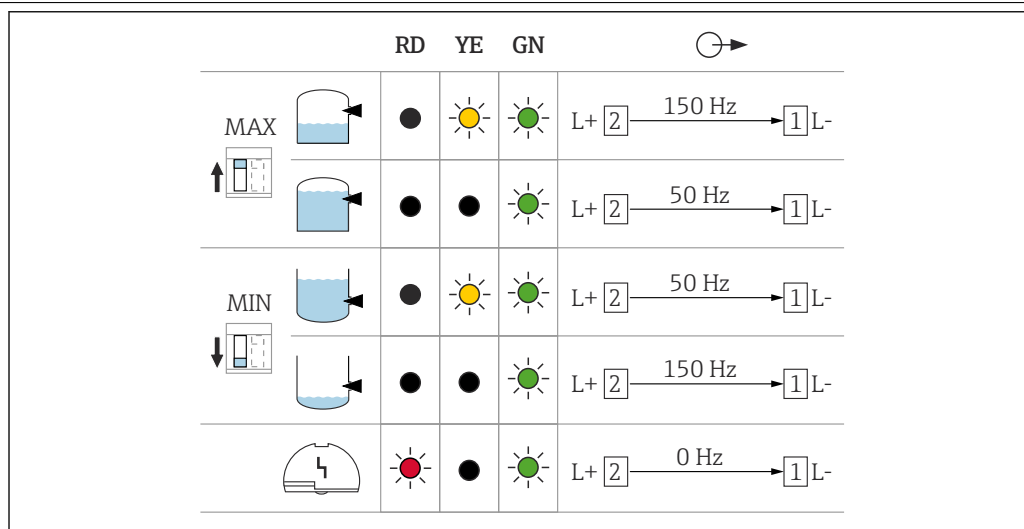 RD YE GN
MAX
L+ 2 150 Hz 1 L-
L+ 2 50 Hz 1 L-
MIN
L+ 2 50 Hz 1 L-
L+ 2 150 Hz 1 L-
L+ 2 0 Hz 1 L-